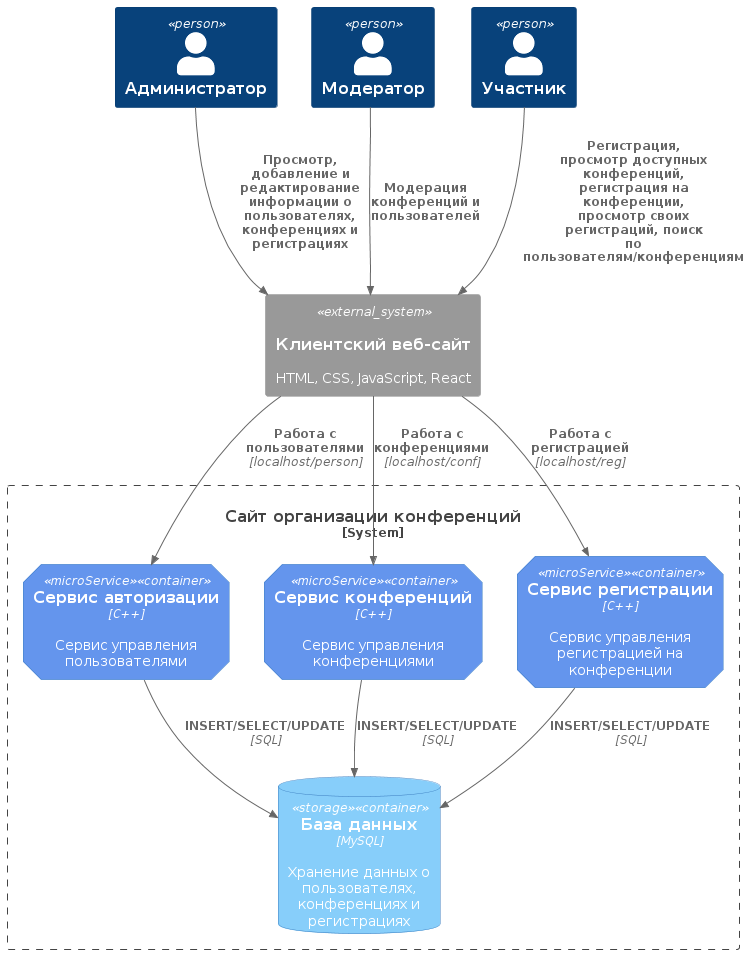 «person»
Администратор
«person»
Модератор
«person»
Участник
Просмотр,
добавление и
редактирование
информации о
пользователях,
конференциях и
регистрациях
Модерация
конференций и
пользователей
Регистрация,
просмотр доступных
конференций,
регистрация на
конференции,
просмотр своих
регистраций, поиск
по
пользователям/конференциям
«external_system»
Клиентский веб-сайт
HTML, CSS, JavaScript, React
Работа с
пользователями
[localhost/person]
Работа с
конференциями
[localhost/conf]
Работа с
регистрацией
[localhost/reg]
Сайт организации конференций
[System]
«microService»«container»
Сервис авторизации
[C++]
Сервис управления
пользователями
«microService»«container»
Сервис конференций
[C++]
Сервис управления
конференциями
«microService»«container»
Сервис регистрации
[C++]
Сервис управления
регистрацией на
конференции
INSERT/SELECT/UPDATE
[SQL]
INSERT/SELECT/UPDATE
[SQL]
INSERT/SELECT/UPDATE
[SQL]
«storage»«container»
База данных
[MySQL]
Хранение данных о
пользователях,
конференциях и
регистрациях